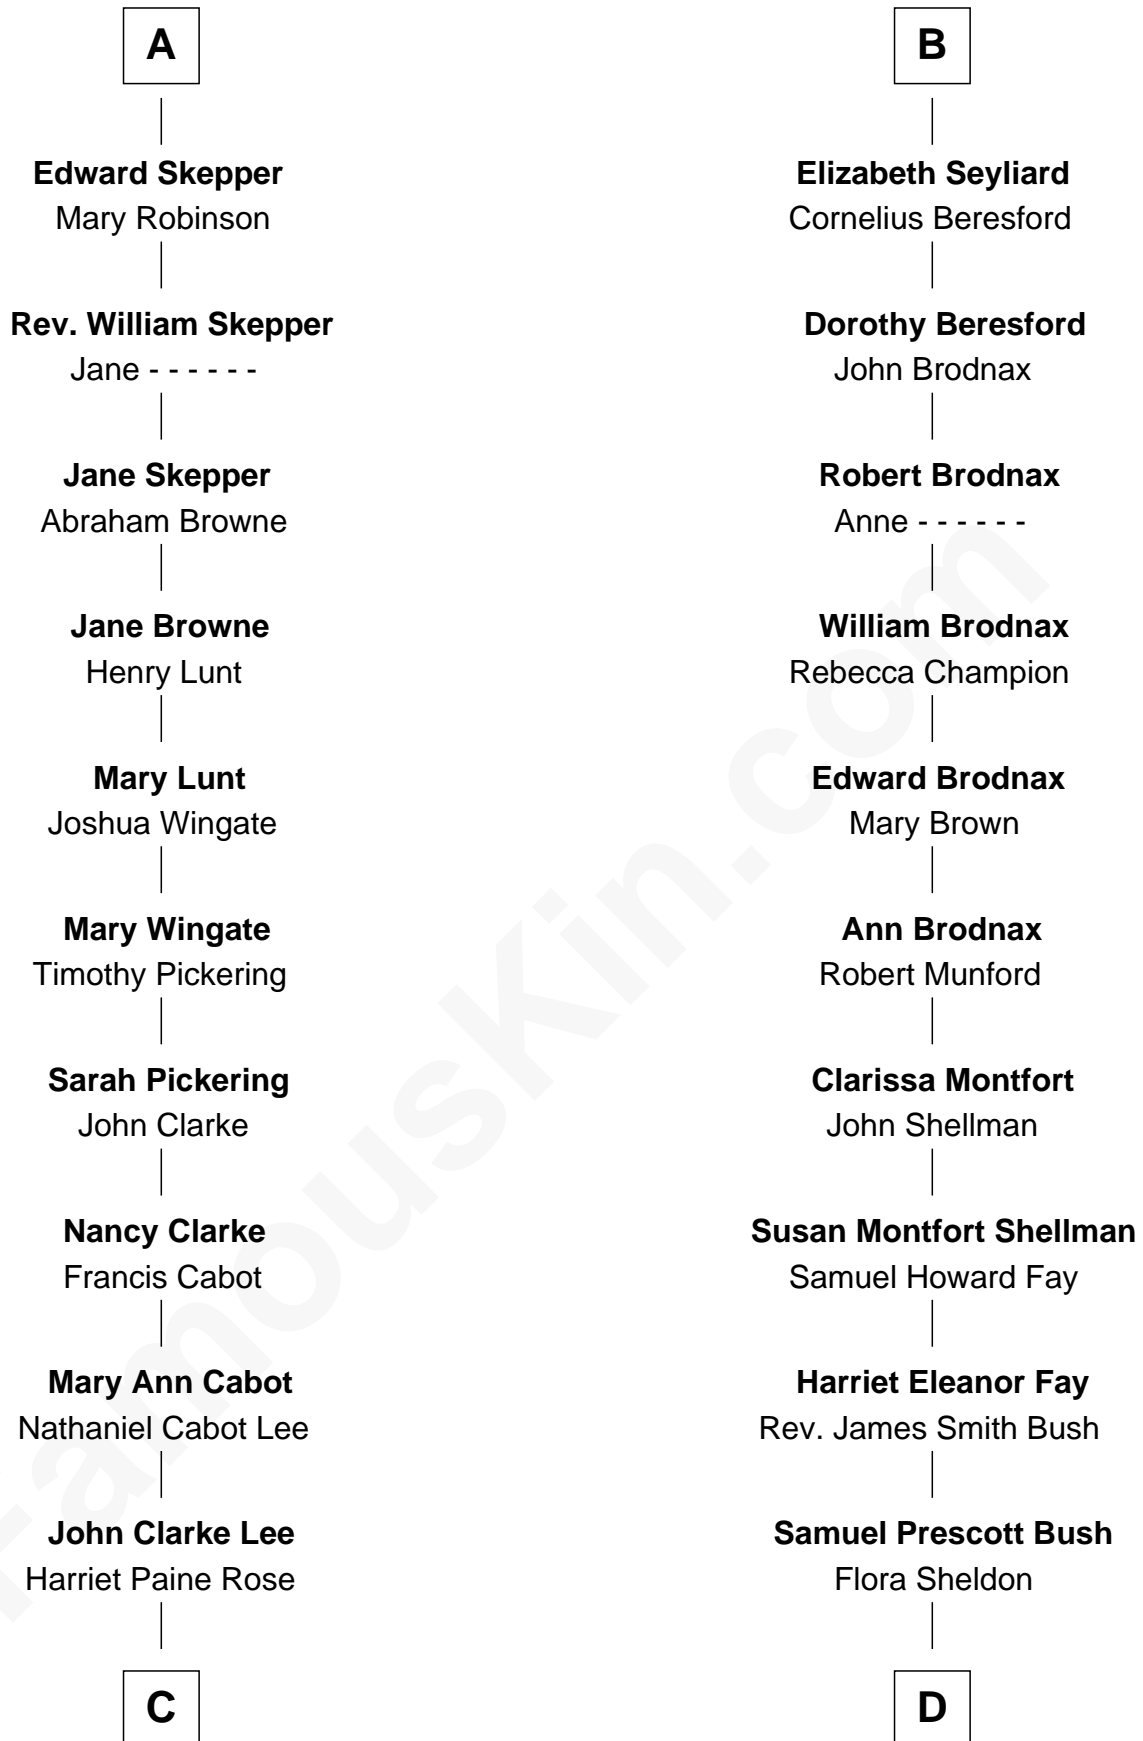 A
Edward Skepper
Mary Robinson
Rev. William Skepper
Jane - - - - - -
Jane Skepper
Abraham Browne
Jane Browne
Henry Lunt
Mary Lunt
Joshua Wingate
Mary Wingate
Timothy Pickering
Sarah Pickering
John Clarke
Nancy Clarke
Francis Cabot
Mary Ann Cabot
Nathaniel Cabot Lee
John Clarke Lee
Harriet Paine Rose
C
B
Elizabeth Seyliard
Cornelius Beresford
Dorothy Beresford
John Brodnax
Robert Brodnax
Anne - - - - - -
William Brodnax
Rebecca Champion
Edward Brodnax
Mary Brown
Ann Brodnax
Robert Munford
Clarissa Montfort
John Shellman
Susan Montfort Shellman
Samuel Howard Fay
Harriet Eleanor Fay
Rev. James Smith Bush
Samuel Prescott Bush
Flora Sheldon
D
FamousKin.com